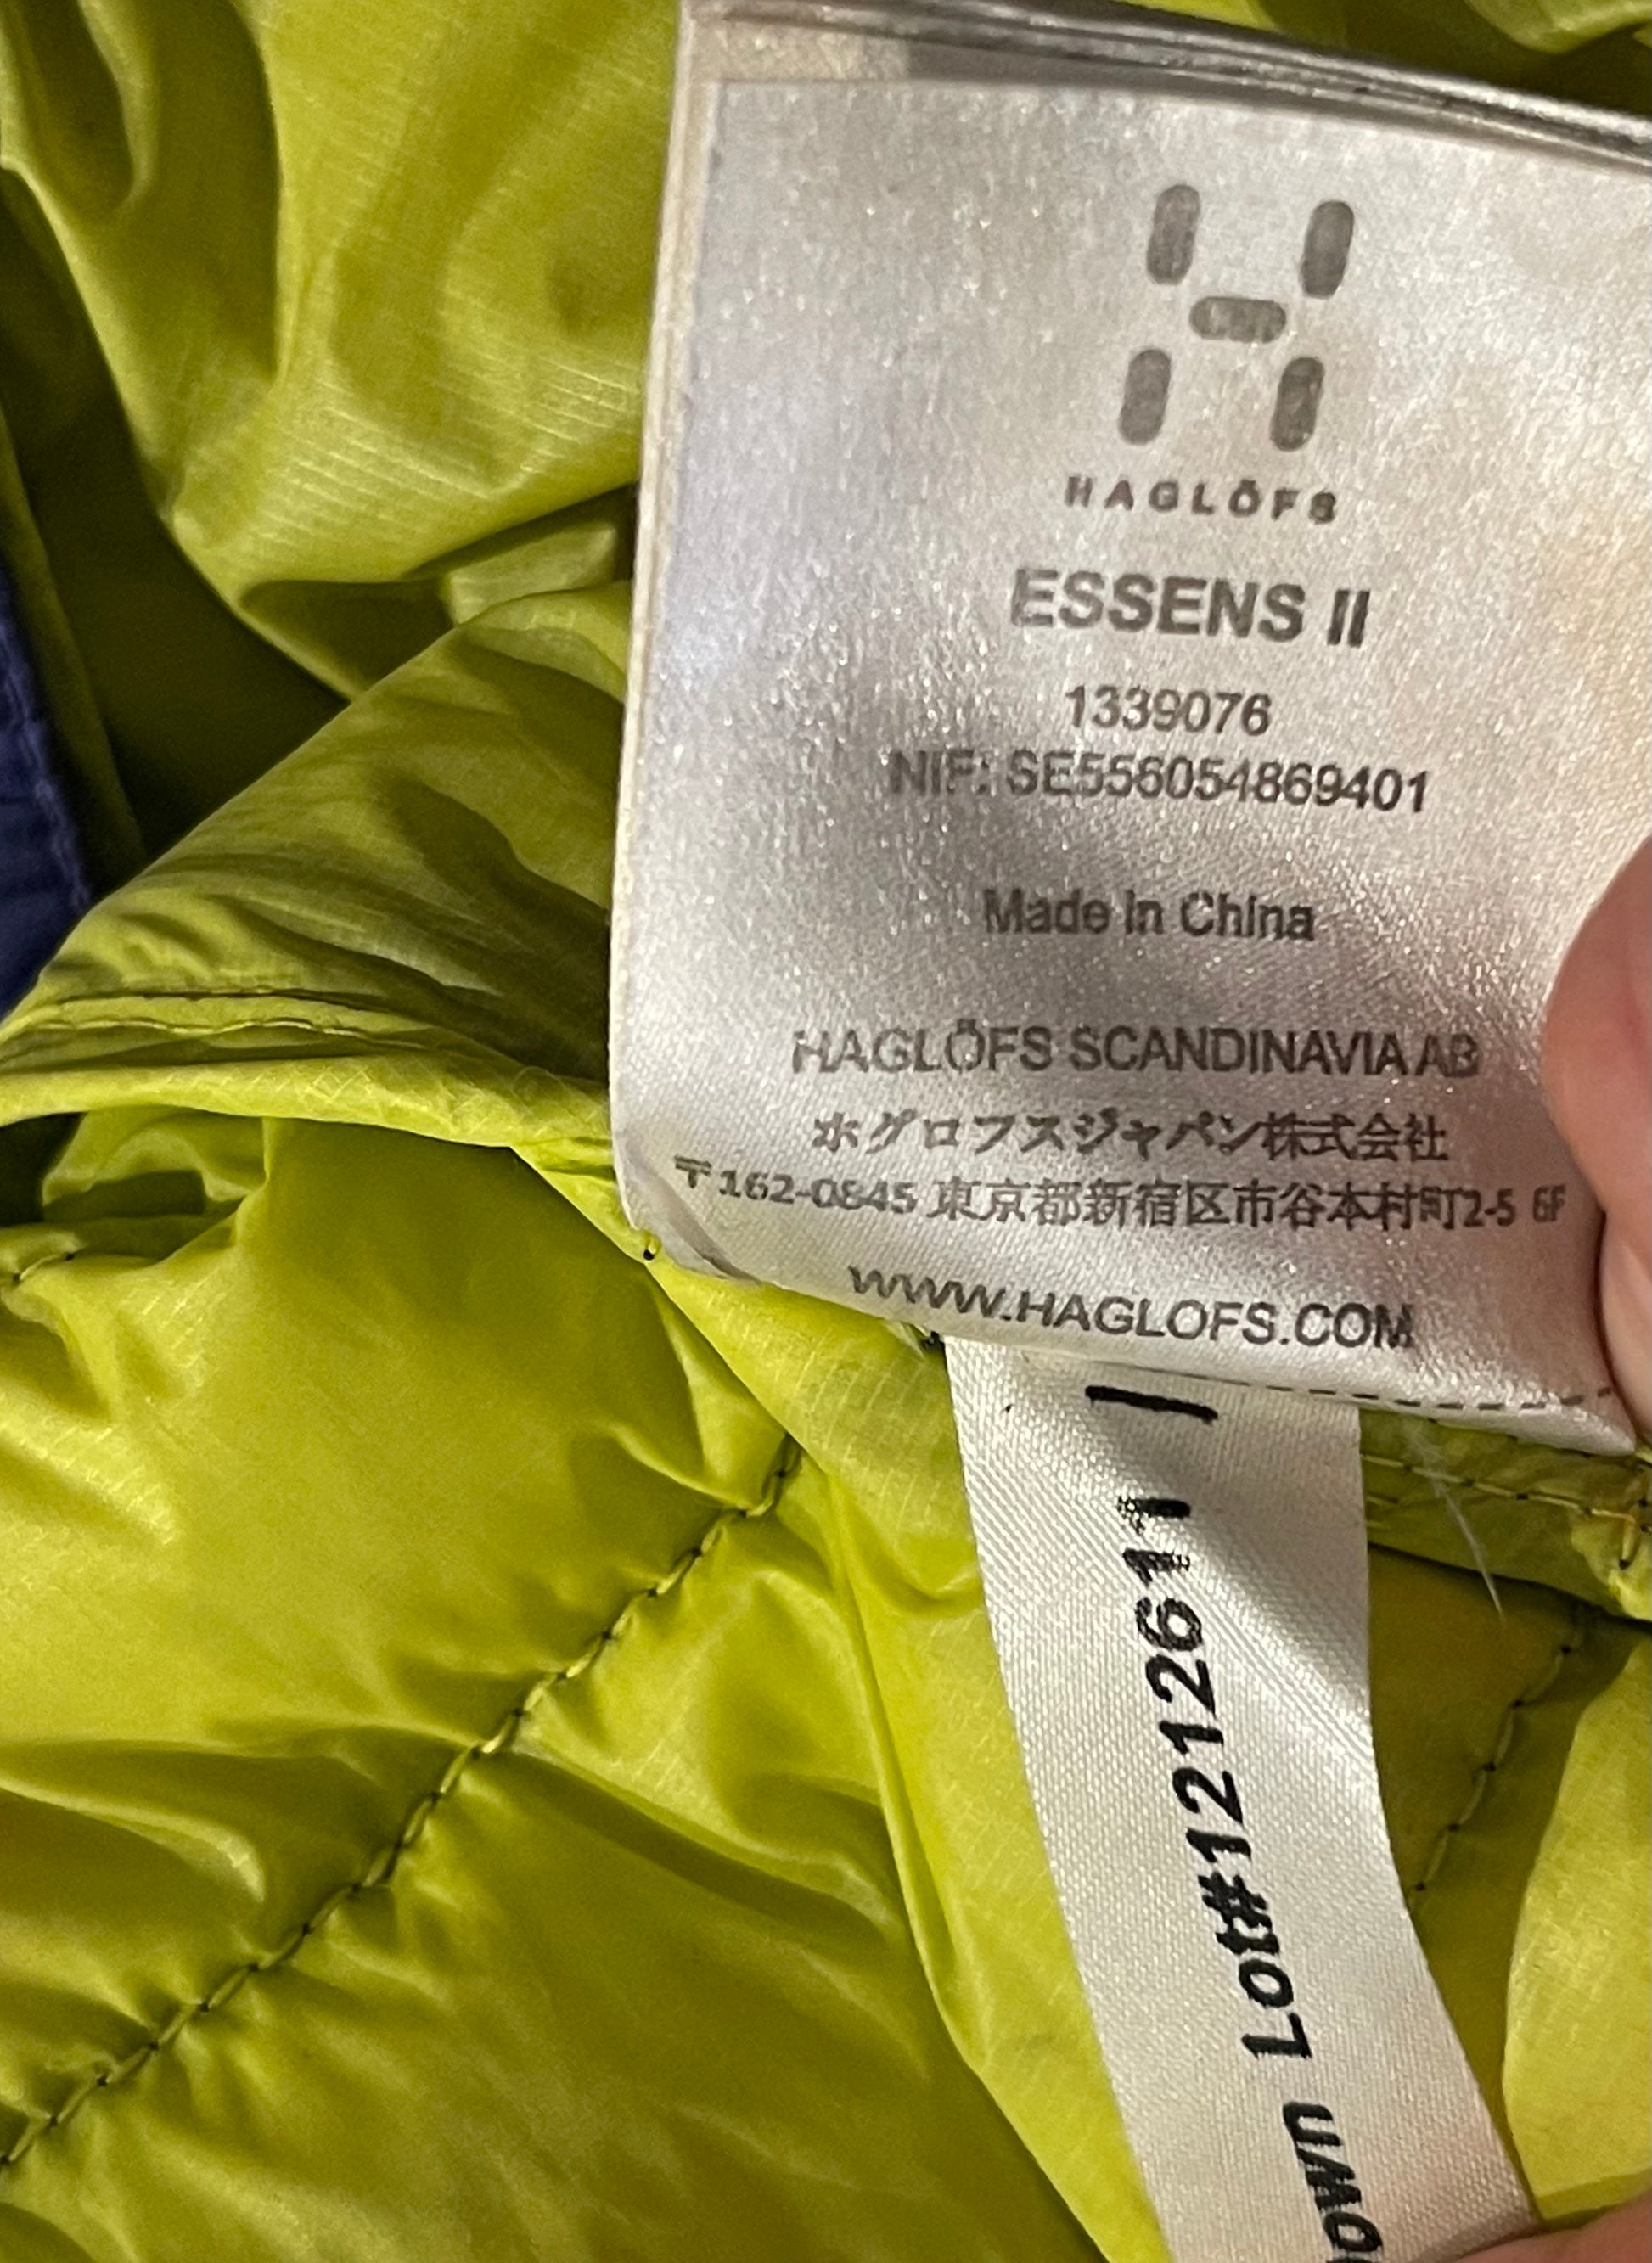 HAGLÖFS
ESSENS II
1339076
NIF: SE556054869401
Made in China
HAGLÖFS SCANDINAVIA AB
ホグロフスジャパン株式会社
〒162-0845 東京都新宿区市谷本村町2-5 6F
WWW.HAGLOFS.COM
Lot#1212611